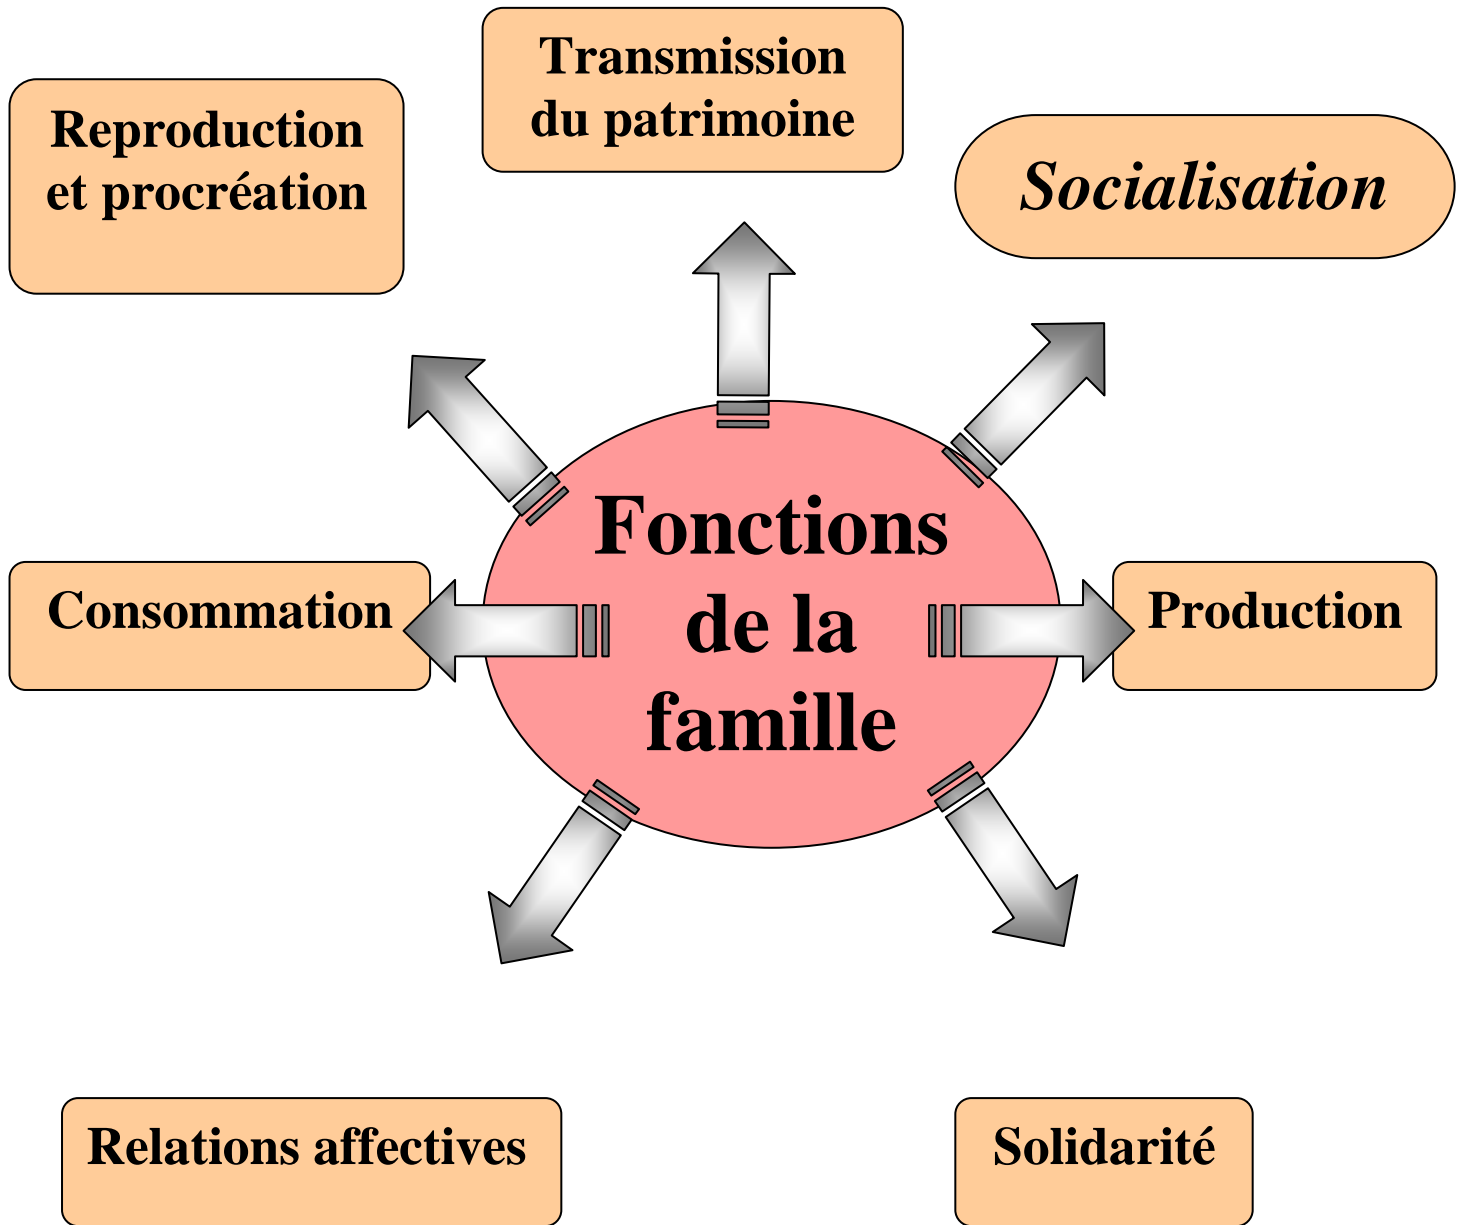 Transmission
du patrimoine
Reproduction
et procréation
Socialisation
Fonctions
de la
famille
Consommation
Production
Relations affectives
Solidarité